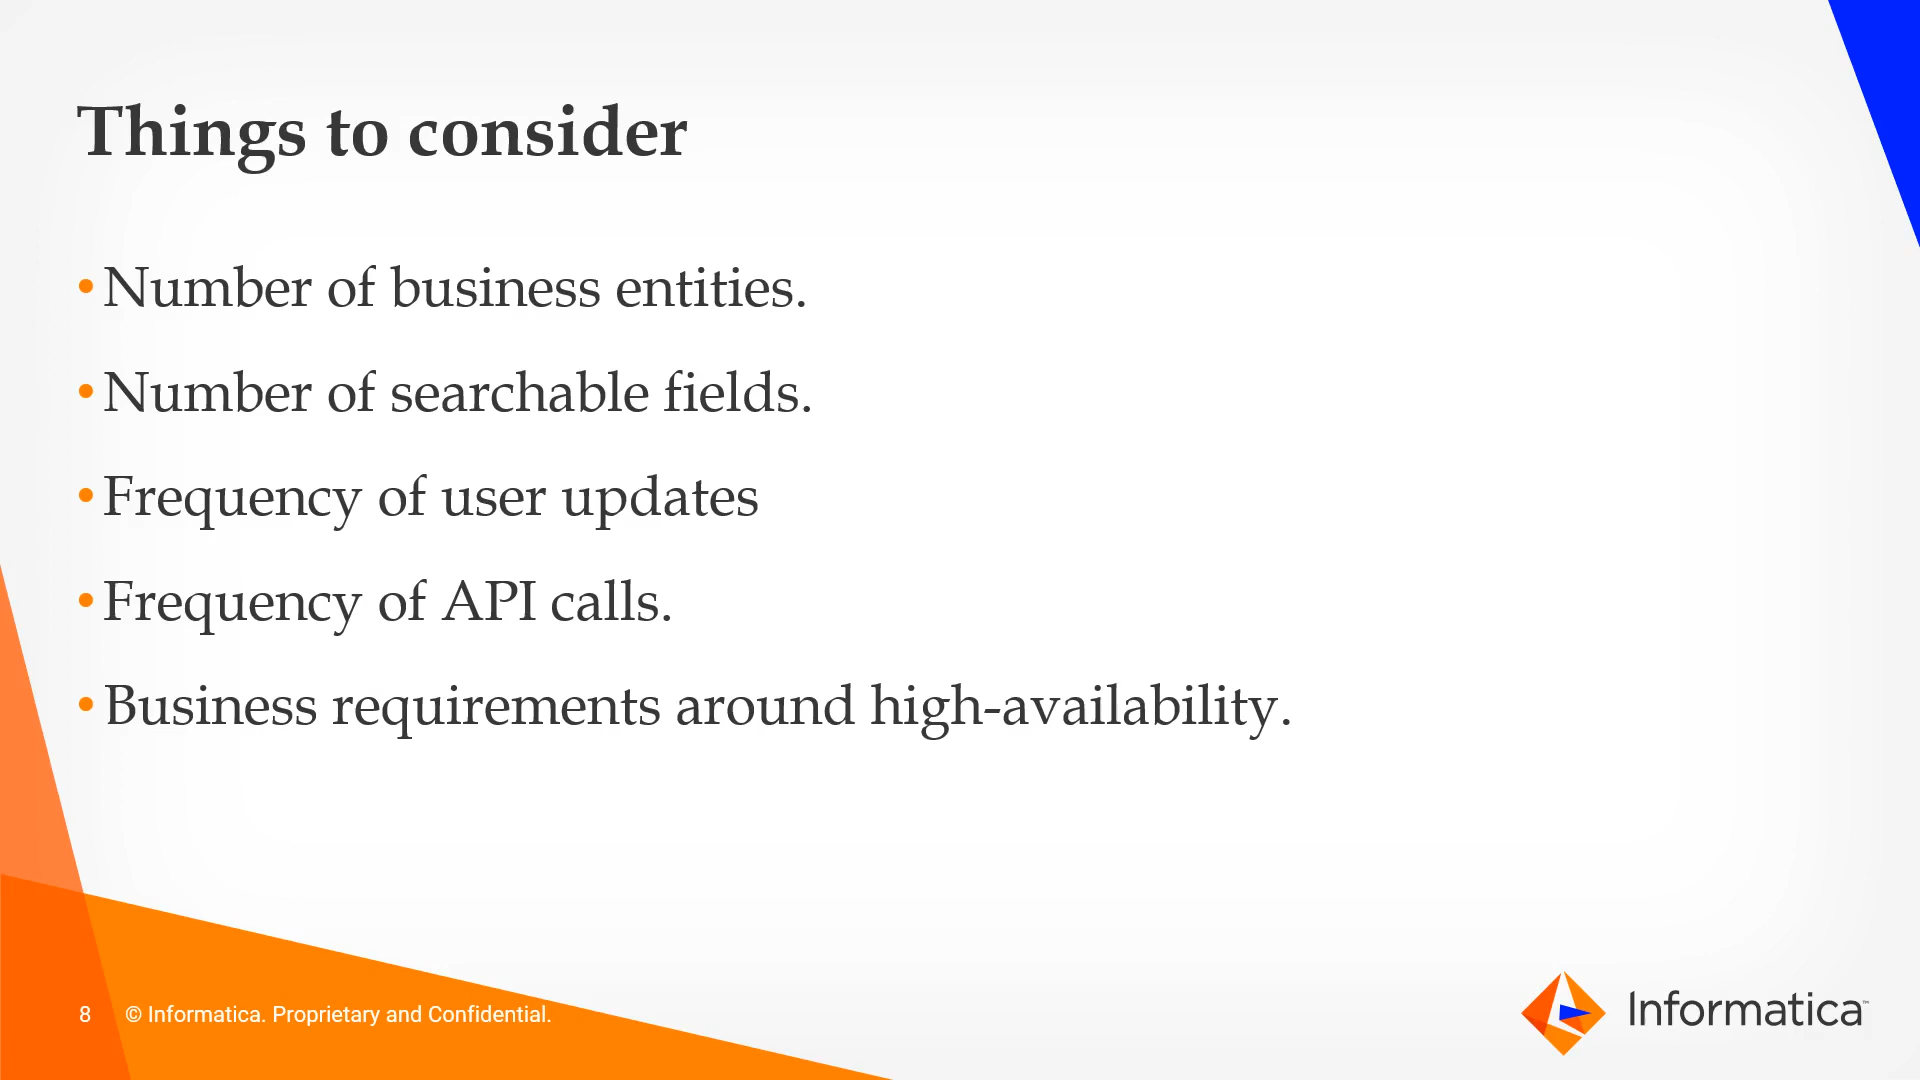 Things to consider
•Number of business entities.
•Number of searchable fields.
•Frequency of user updates
•Frequency of API calls.
•Business requirements around high-availability.
8 © Informatica. Proprietary and Confidential.
Informatica™